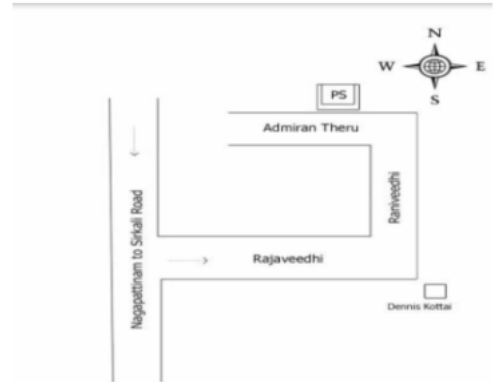 N
W E
S
PS
Admiran Theru
Raniveedhi
Nagapattinam to Sirkali Road
Rajaveedhi
Dennis Kottai